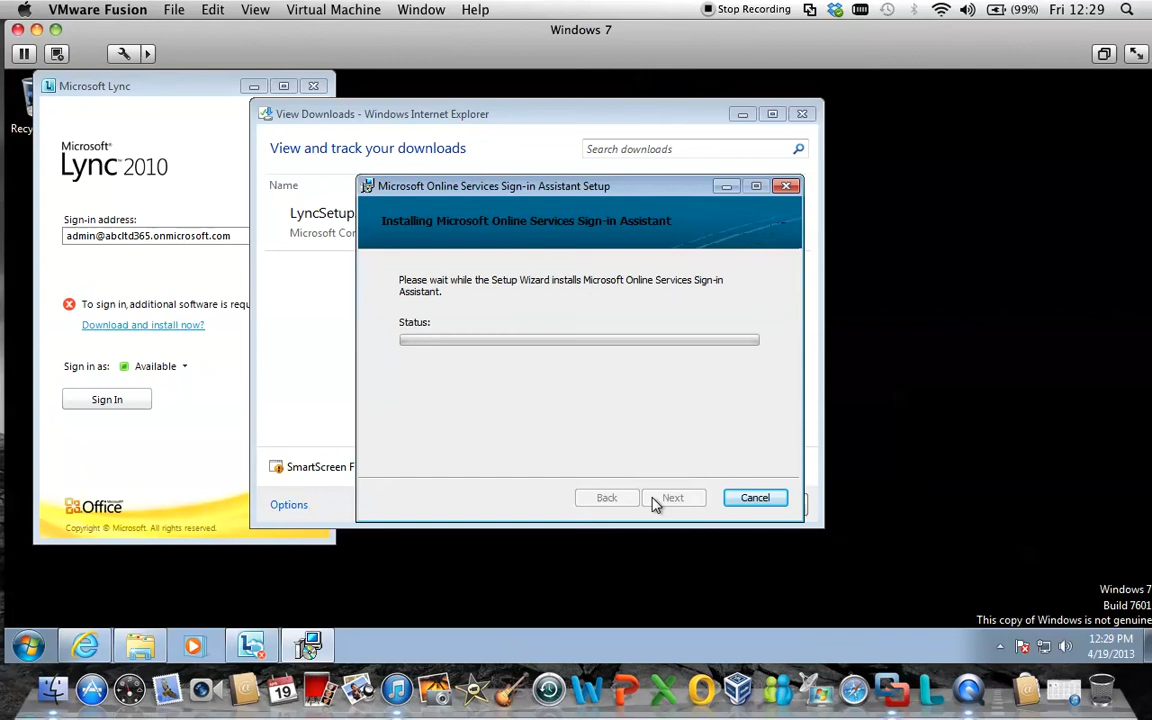 VMware Fusion File Edit View Virtual Machine Window Help Stop Recording (99%) Fri 12:29
Windows 7
Microsoft Lync
View Downloads - Windows Internet Explorer
View and track your downloads
Search downloads
Name
LyncSetup
Microsoft Cor
Microsoft®
Lync™ 2010
Sign-in address:
admin@abcltd365.onmicrosoft.com
To sign in, additional software is requ
Download and install now?
Sign in as: Available
Sign In
Office
Copyright © Microsoft. All rights reserved.
SmartScreen F
Options
Microsoft Online Services Sign-in Assistant Setup
Installing Microsoft Online Services Sign-in Assistant
Please wait while the Setup Wizard installs Microsoft Online Services Sign-in
Assistant.
Status:
Back Next Cancel
Recy
Windows 7
Build 7601
This copy of Windows is not genuine
12:29 PM
4/19/2013
19